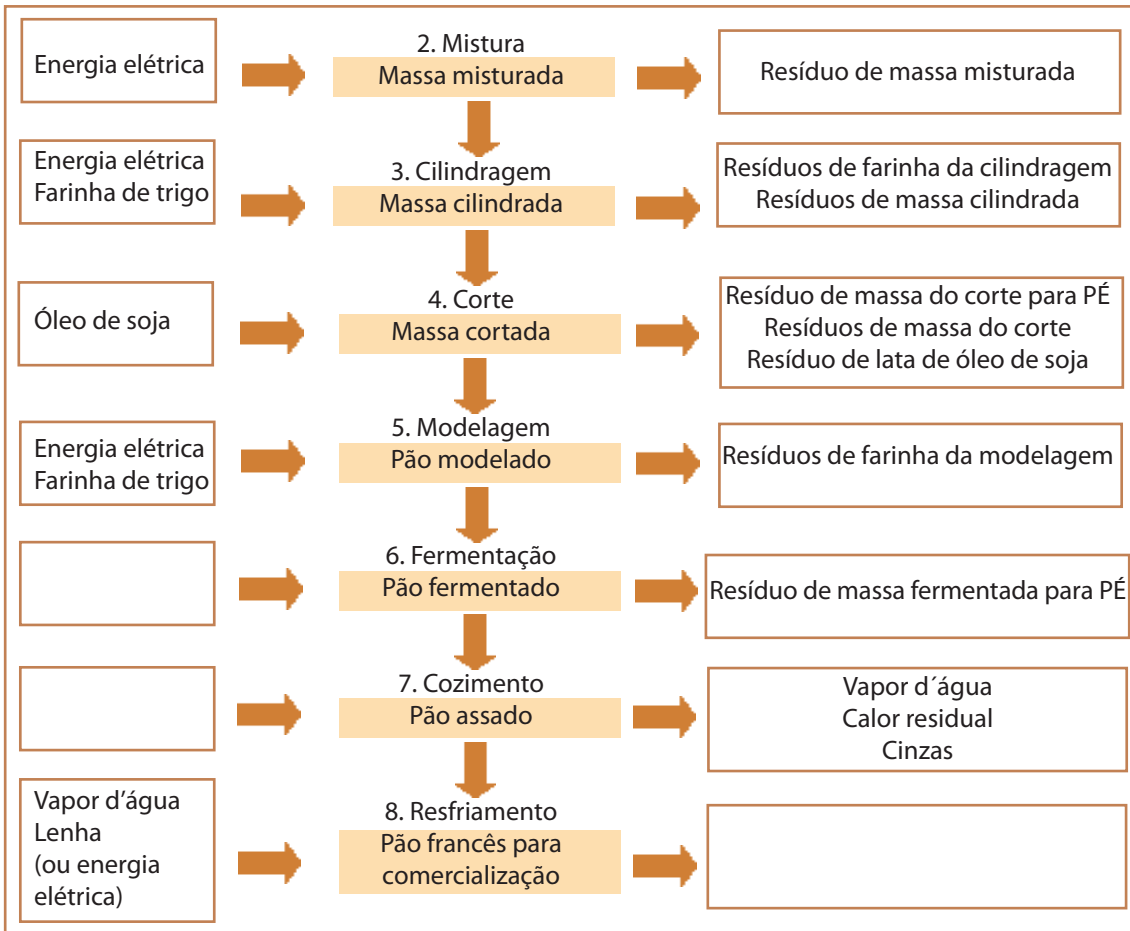 Energia elétrica
2. Mistura
Massa misturada
Resíduo de massa misturada
Energia elétrica
Farinha de trigo
3. Cilindragem
Massa cilindrada
Resíduos de farinha da cilindragem
Resíduos de massa cilindrada
Óleo de soja
4. Corte
Massa cortada
Resíduo de massa do corte para PÉ
Resíduos de massa do corte
Resíduo de lata de óleo de soja
Energia elétrica
Farinha de trigo
5. Modelagem
Pão modelado
Resíduos de farinha da modelagem
6. Fermentação
Pão fermentado
Resíduo de massa fermentada para PÉ
7. Cozimento
Pão assado
Vapor d´água
Calor residual
Cinzas
Vapor d’água
Lenha
(ou energia
elétrica)
8. Resfriamento
Pão francês para
comercialização